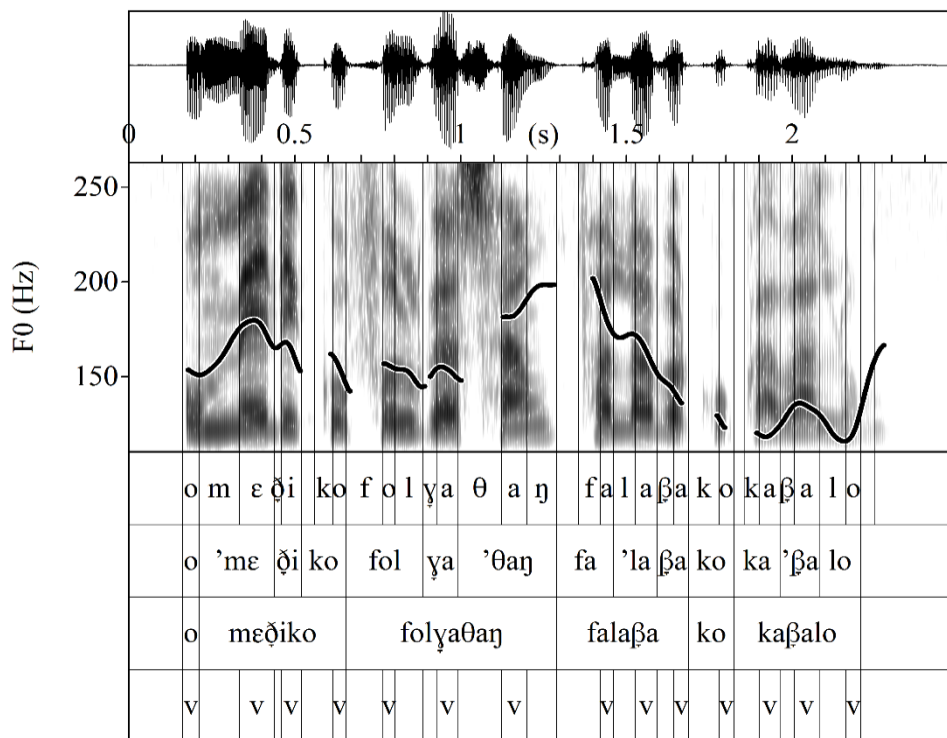 0 0.5 1 (s) 1.5 2
250
200
150
F0 (Hz)
o m ɛ ð̞ i k o f o l ɣ̞ a θ a ŋ f a l a β̞ a k o k a β̞ a l o
o 'mɛ ð̞i ko fol ɣ̞a 'θaŋ fa 'la β̞a ko ka 'β̞a lo
o mɛð̞iko folɣ̞aθaŋ falaβ̞a ko kaβ̞alo
v v v v v v v v v v v v v v